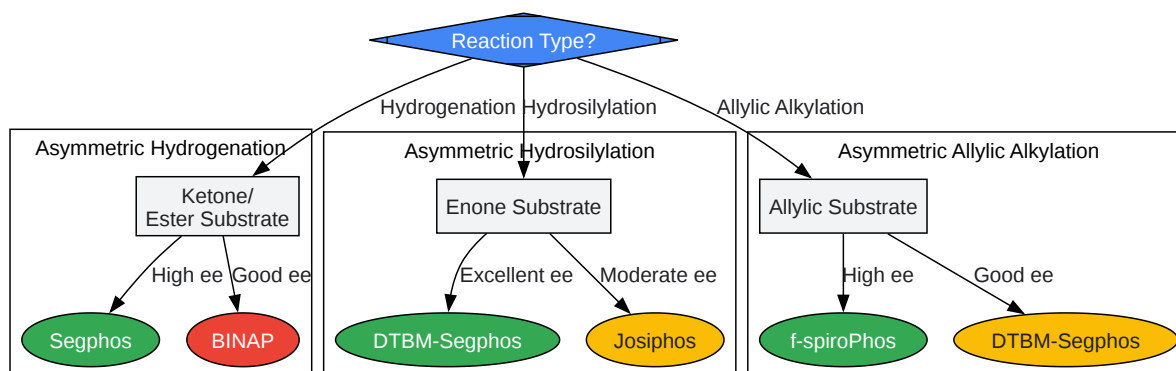 Reaction Type?
Hydrogenation
Hydrosilylation
Allylic Alkylation
Asymmetric Hydrogenation
Asymmetric Hydrosilylation
Asymmetric Allylic Alkylation
Ketone/
Ester Substrate
Enone Substrate
Allylic Substrate
High ee
Good ee
Excellent ee
Moderate ee
High ee
Good ee
Segphos
BINAP
DTBM-Segphos
Josiphos
f-spiroPhos
DTBM-Segphos